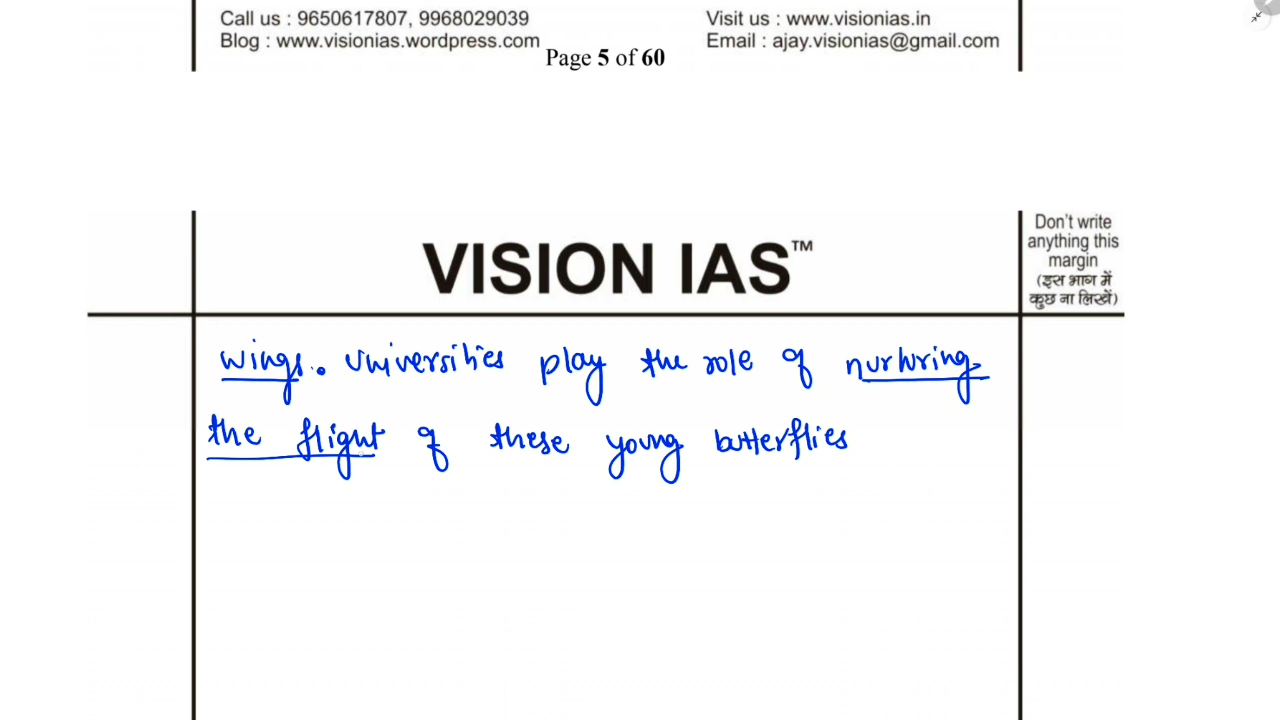 Call us : 9650617807, 9968029039
Visit us : www.visionias.in
Blog : www.visionias.wordpress.com
Email : ajay.visionias@gmail.com
Page 5 of 60
VISION IAS™
Don't write
anything this
margin
(इस भाग में
कुछ ना लिखें)
wings. Universities play the role of nurturing
the flight of these young butterflies